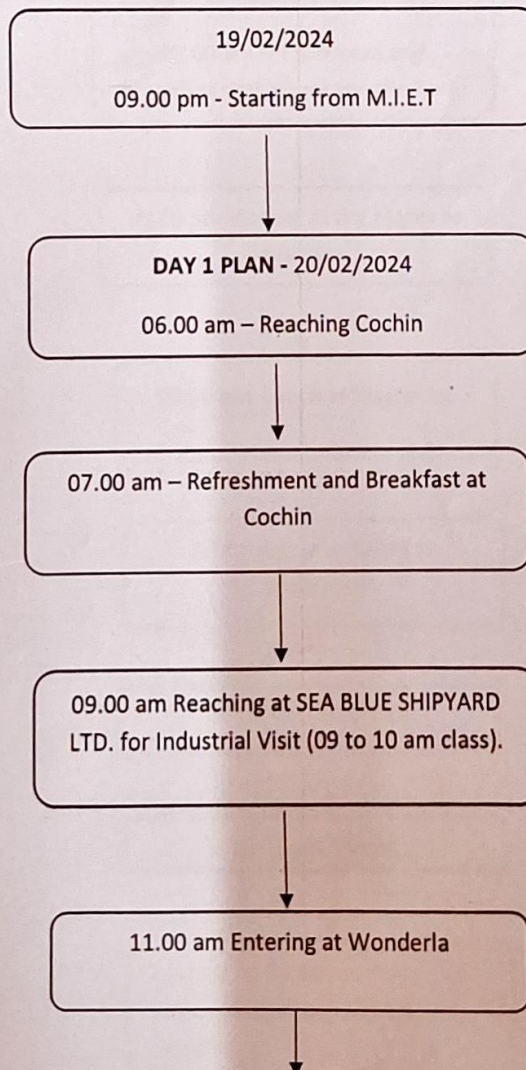 19/02/2024
09.00 pm - Starting from M.I.E.T
DAY 1 PLAN - 20/02/2024
06.00 am – Reaching Cochin
07.00 am – Refreshment and Breakfast at
Cochin
09.00 am Reaching at SEA BLUE SHIPYARD
LTD. for Industrial Visit (09 to 10 am class).
11.00 am Entering at Wonderla